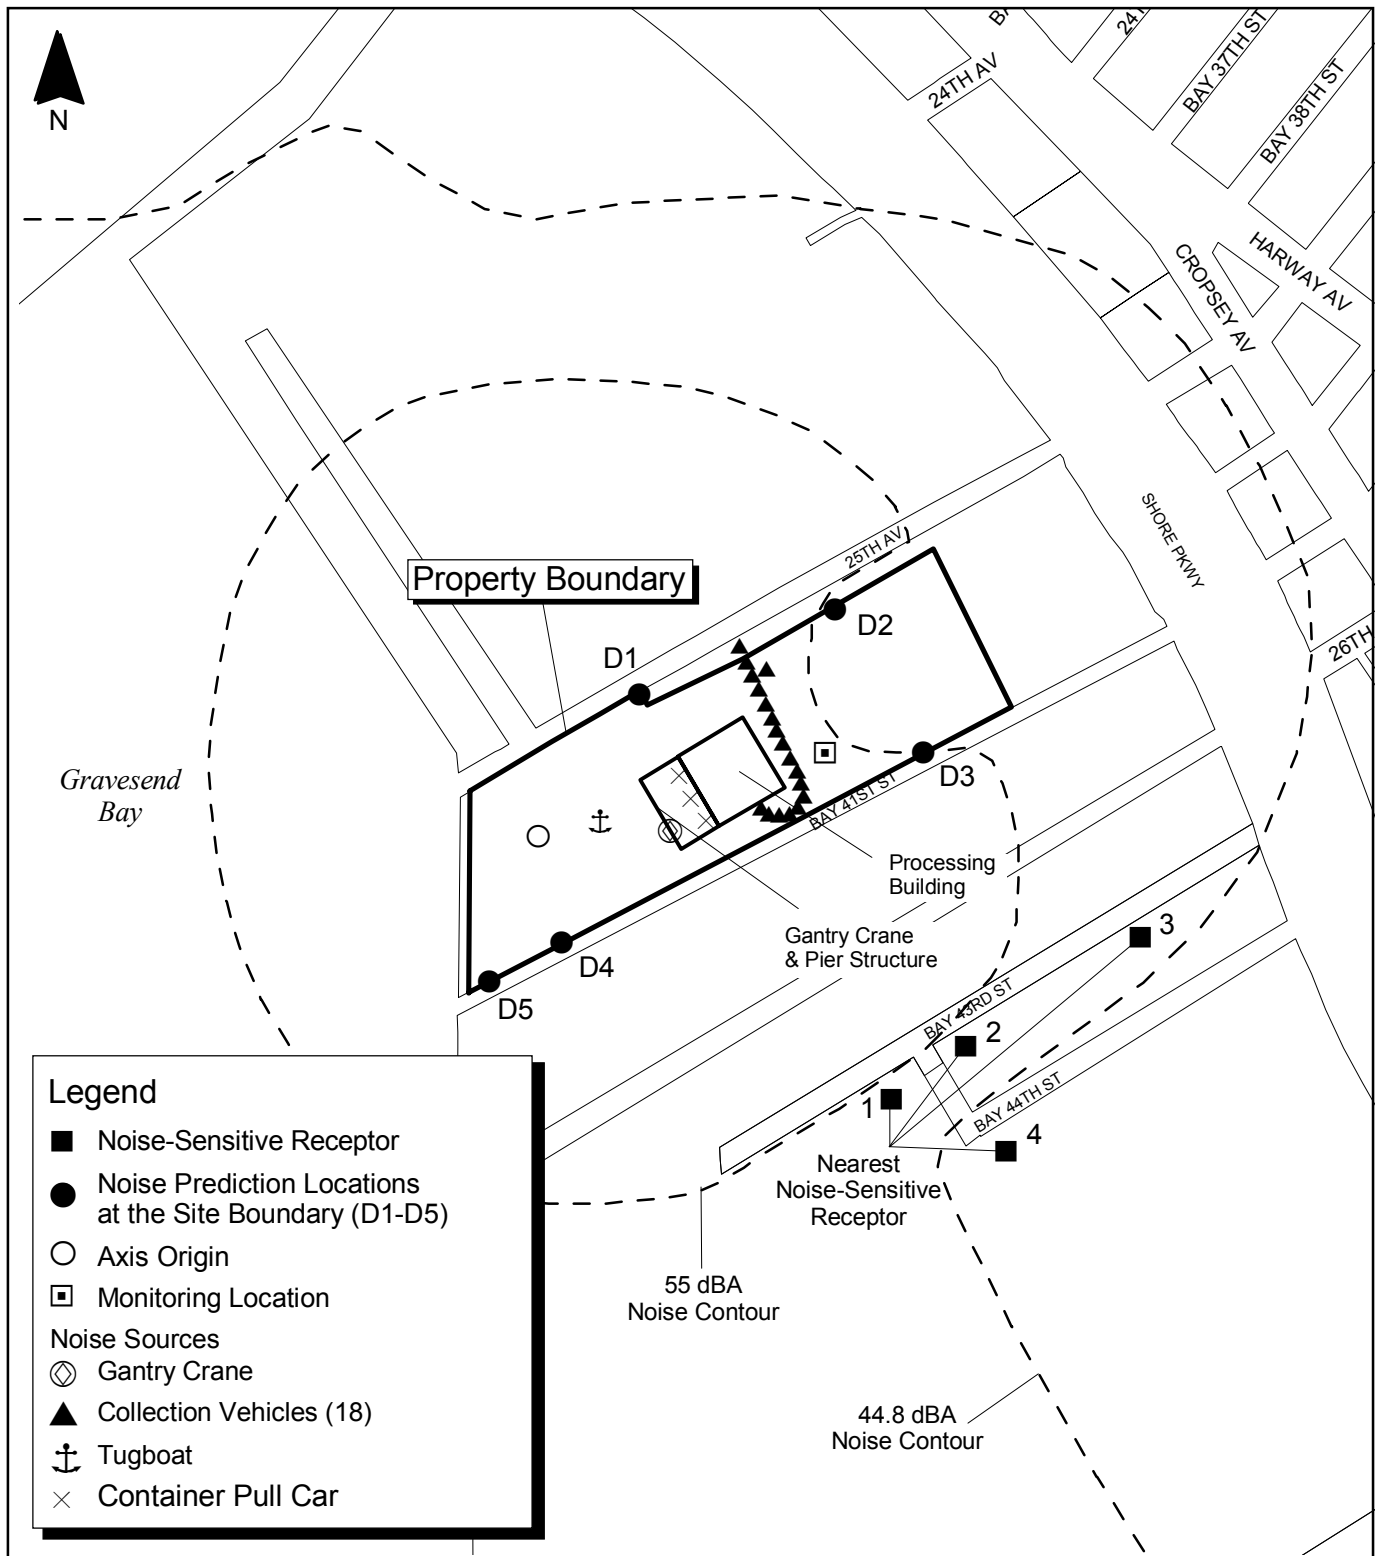 N
24TH AV
BAY 37TH ST
BAY 38TH ST
HARWAY AV
CROPSEY AV
SHORE PKWY
26TH
25TH AV
Property Boundary
D1
D2
D3
Gravesend
Bay
BAY 41ST ST
Processing
Building
Gantry Crane
& Pier Structure
D4
D5
3
BAY 43RD ST
2
1
BAY 44TH ST
4
Nearest
Noise-Sensitive
Receptor
55 dBA
Noise Contour
44.8 dBA
Noise Contour
Legend
Noise-Sensitive Receptor
Noise Prediction Locations
at the Site Boundary (D1-D5)
Axis Origin
Monitoring Location
Noise Sources
Gantry Crane
Collection Vehicles (18)
Tugboat
Container Pull Car